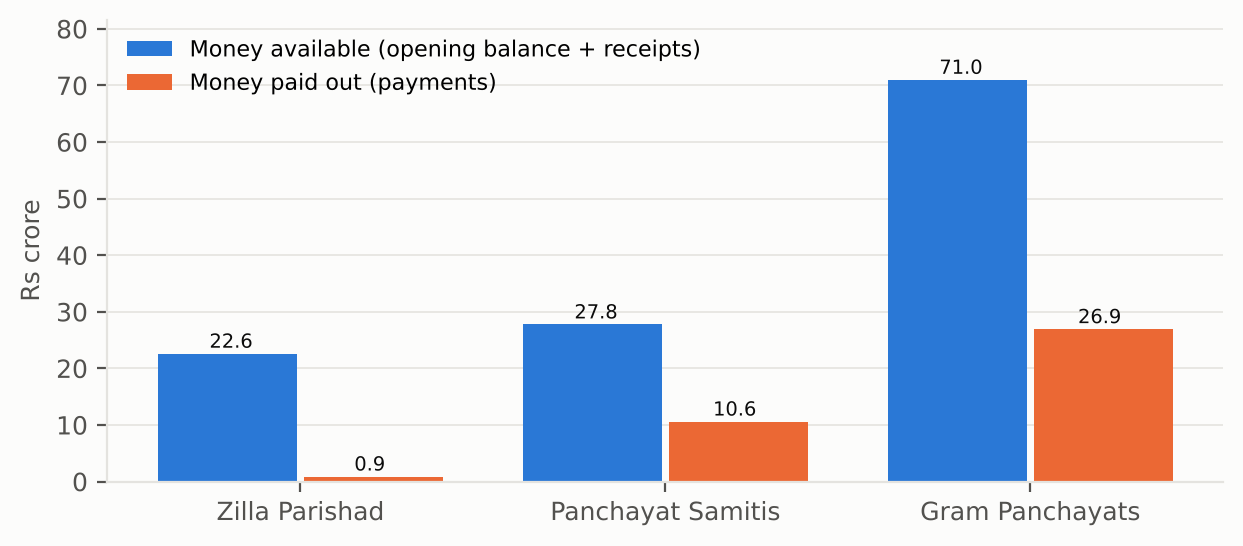 Money available (opening balance + receipts)
Money paid out (payments)
Rs crore
80
70
60
50
40
30
20
10
0
22.6
0.9
27.8
10.6
71.0
26.9
Zilla Parishad
Panchayat Samitis
Gram Panchayats